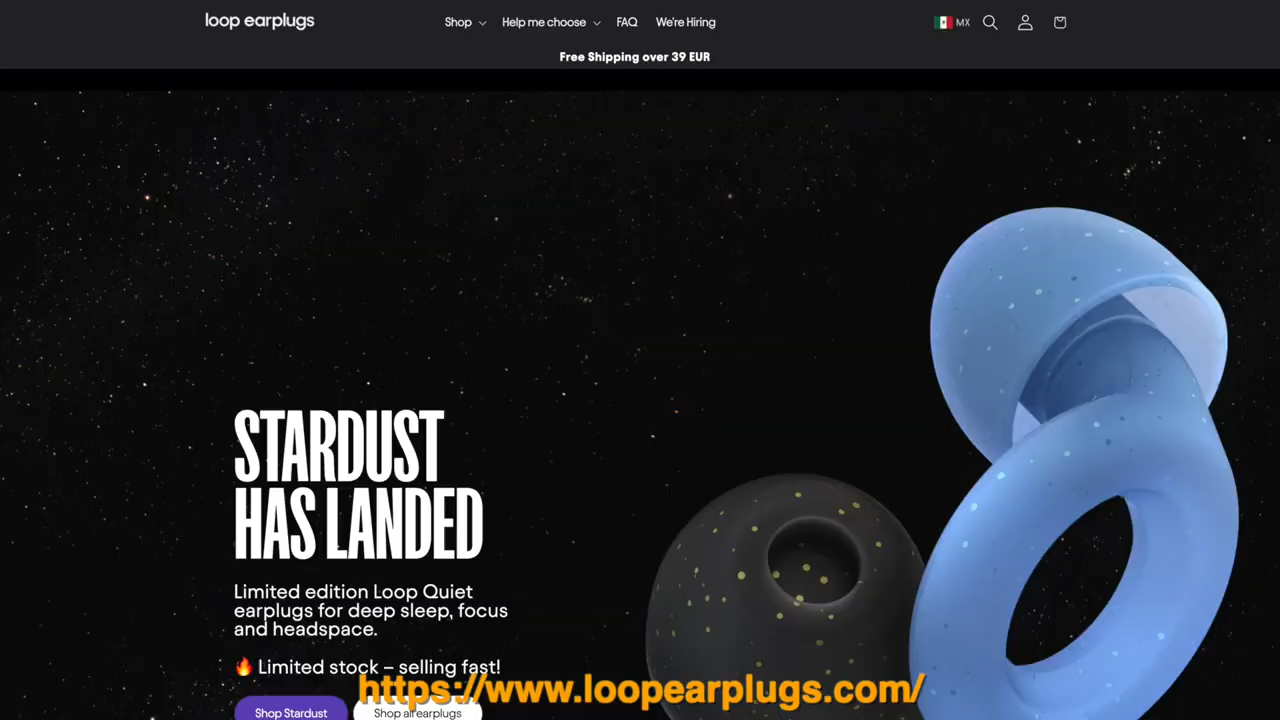 loop earplugs
Shop
Help me choose
FAQ
We're Hiring
MX
Free Shipping over 39 EUR
STARDUST
HAS LANDED
Limited edition Loop Quiet
earplugs for deep sleep, focus
and headspace.
🔥 Limited stock – selling fast!
https://www.loopearplugs.com/
Shop Stardust
Shop all earplugs